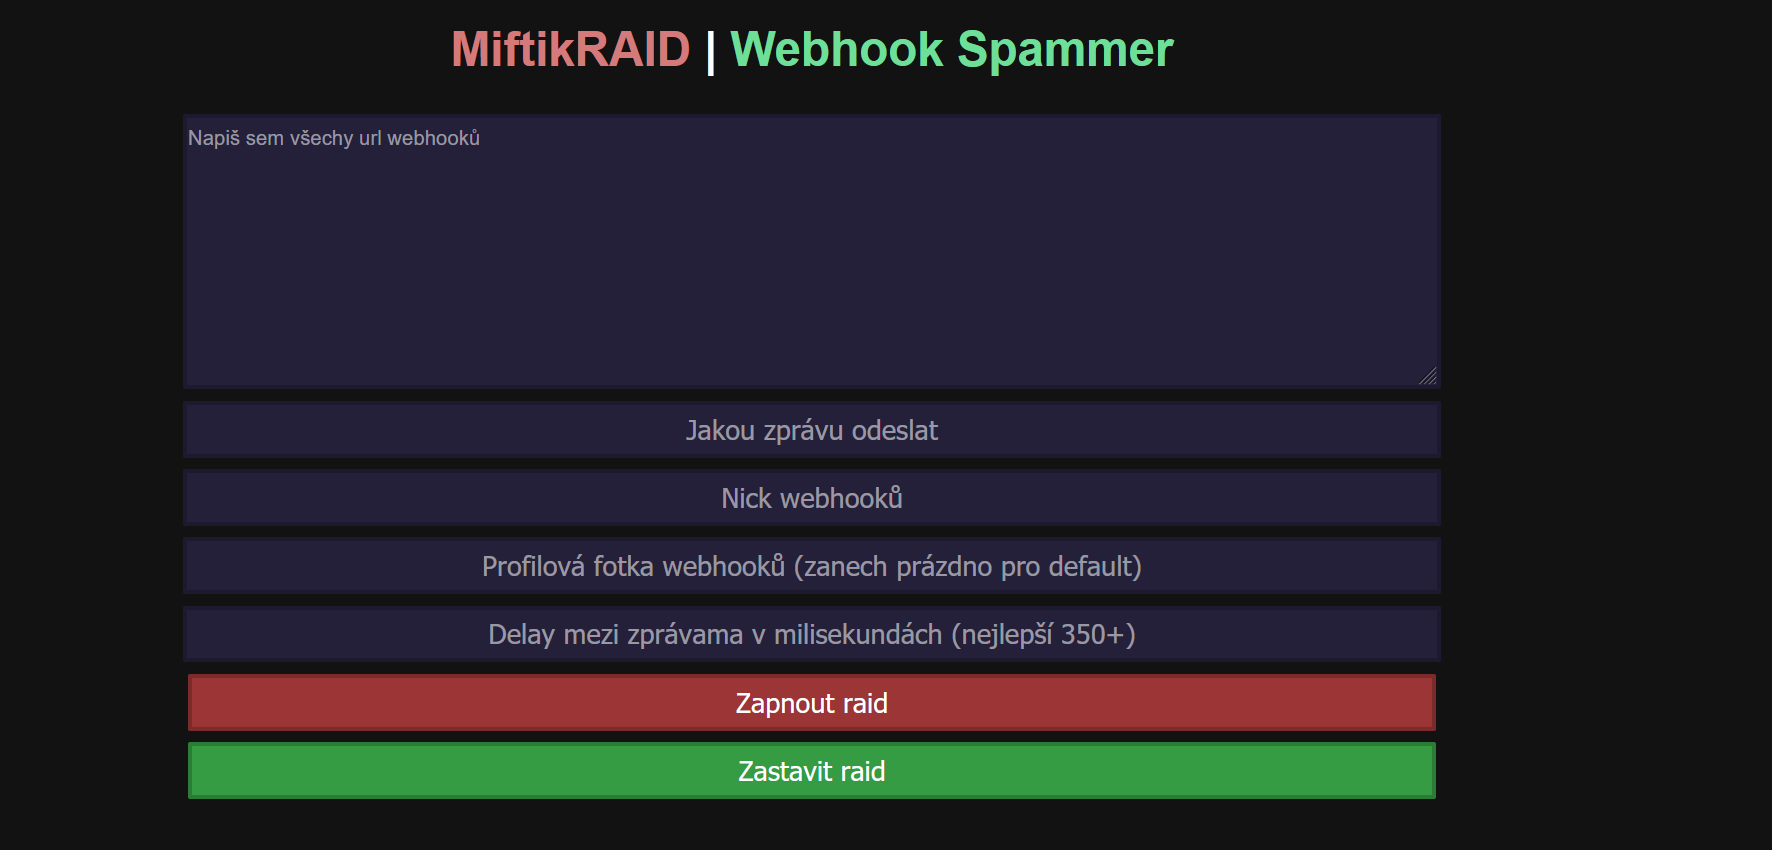 MiftikRAID | Webhook Spammer
Napiš sem všechy url webhooků
Jakou zprávu odeslat
Nick webhooků
Profilová fotka webhooků (zanech prázdno pro default)
Delay mezi zprávama v milisekundách (nejlepší 350+)
Zapnout raid
Zastavit raid